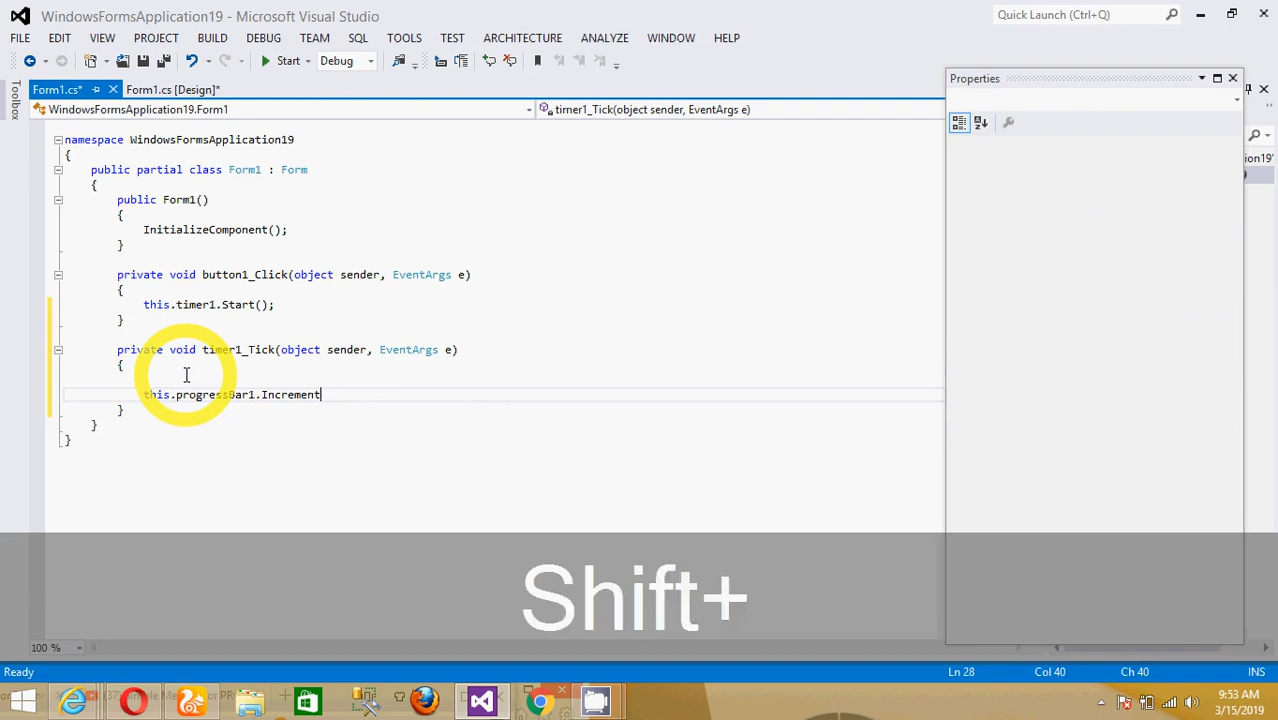 WindowsFormsApplication19 - Microsoft Visual Studio
Quick Launch (Ctrl+Q)
FILE EDIT VIEW PROJECT BUILD DEBUG TEAM SQL TOOLS TEST ARCHITECTURE ANALYZE WINDOW HELP
Start Debug
Toolbox
Form1.cs* Form1.cs [Design]*
Properties
WindowsFormsApplication19.Form1 timer1_Tick(object sender, EventArgs e)
namespace WindowsFormsApplication19
{
public partial class Form1 : Form
{
public Form1()
{
InitializeComponent();
}
private void button1_Click(object sender, EventArgs e)
{
this.timer1.Start();
}
private void timer1_Tick(object sender, EventArgs e)
{
this.progressBar1.Increment
}
}
}
ion19'
Shift+
100 %
Ready Ln 28 Col 40 Ch 40 INS
9:53 AM
3/15/2019